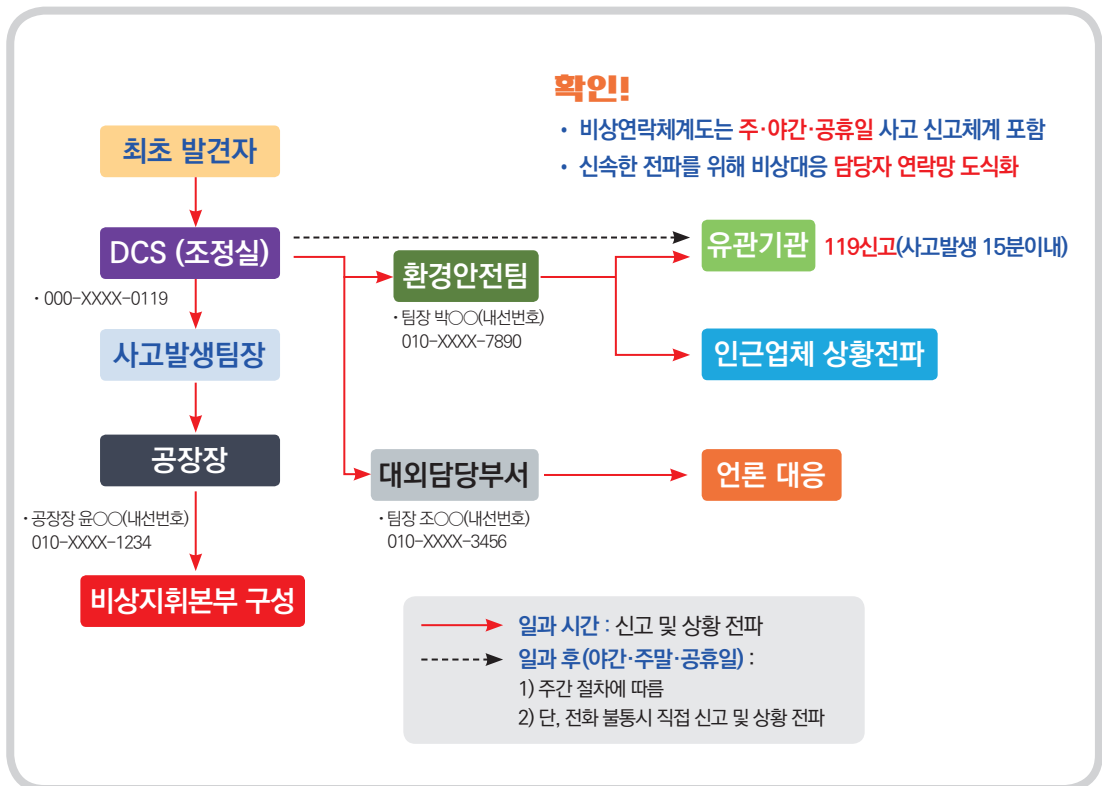 확인!
• 비상연락체계도는 주·야간·공휴일 사고 신고체계 포함
• 신속한 전파를 위해 비상대응 담당자 연락망 도식화
최초 발견자
DCS (조정실)
· 000-XXXX-0119
사고발생팀장
공장장
· 공장장 윤○○(내선번호)
010-XXXX-1234
비상지휘본부 구성
환경안전팀
· 팀장 박○○(내선번호)
010-XXXX-7890
대외담당부서
· 팀장 조○○(내선번호)
010-XXXX-3456
유관기관 119신고(사고발생 15분이내)
인근업체 상황전파
언론 대응
일과 시간 : 신고 및 상황 전파
일과 후(야간·주말·공휴일) :
1) 주간 절차에 따름
2) 단, 전화 불통시 직접 신고 및 상황 전파